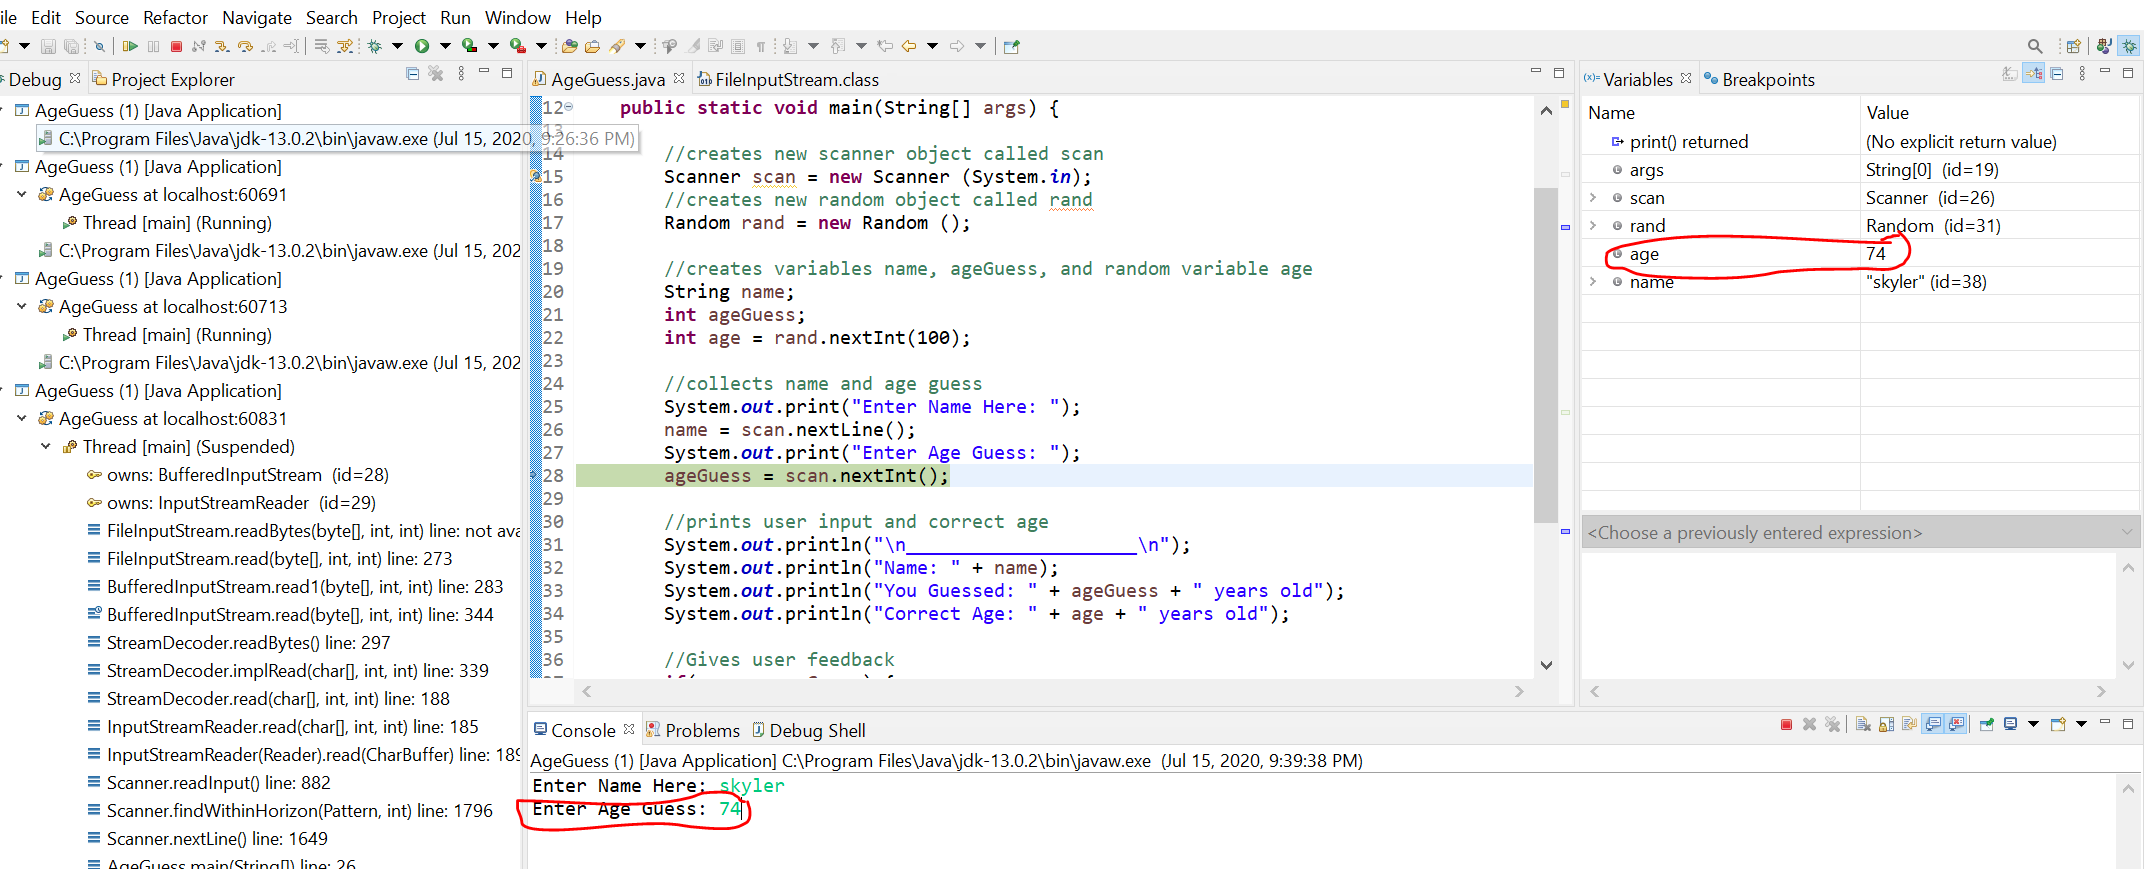 ile Edit Source Refactor Navigate Search Project Run Window Help
Debug Project Explorer
AgeGuess (1) [Java Application]
C:\Program Files\Java\jdk-13.0.2\bin\javaw.exe (Jul 15, 2020, 9:26:36 PM)
AgeGuess (1) [Java Application]
AgeGuess at localhost:60691
Thread [main] (Running)
C:\Program Files\Java\jdk-13.0.2\bin\javaw.exe (Jul 15, 202
AgeGuess (1) [Java Application]
AgeGuess at localhost:60713
Thread [main] (Running)
C:\Program Files\Java\jdk-13.0.2\bin\javaw.exe (Jul 15, 202
AgeGuess (1) [Java Application]
AgeGuess at localhost:60831
Thread [main] (Suspended)
owns: BufferedInputStream (id=28)
owns: InputStreamReader (id=29)
FileInputStream.readBytes(byte[], int, int) line: not ava
FileInputStream.read(byte[], int, int) line: 273
BufferedInputStream.read1(byte[], int, int) line: 283
BufferedInputStream.read(byte[], int, int) line: 344
StreamDecoder.readBytes() line: 297
StreamDecoder.implRead(char[], int, int) line: 339
StreamDecoder.read(char[], int, int) line: 188
InputStreamReader.read(char[], int, int) line: 185
InputStreamReader(Reader).read(CharBuffer) line: 189
Scanner.readInput() line: 882
Scanner.findWithinHorizon(Pattern, int) line: 1796
Scanner.nextLine() line: 1649
AgeGuess.main(String[]) line: 26
AgeGuess.java FileInputStream.class
12 public static void main(String[] args) {
13
14 //creates new scanner object called scan
15 Scanner scan = new Scanner (System.in);
16 //creates new random object called rand
17 Random rand = new Random ();
18
19 //creates variables name, ageGuess, and random variable age
20 String name;
21 int ageGuess;
22 int age = rand.nextInt(100);
23
24 //collects name and age guess
25 System.out.print("Enter Name Here: ");
26 name = scan.nextLine();
27 System.out.print("Enter Age Guess: ");
28 ageGuess = scan.nextInt();
29
30 //prints user input and correct age
31 System.out.println("\n_____________________\n");
32 System.out.println("Name: " + name);
33 System.out.println("You Guessed: " + ageGuess + " years old");
34 System.out.println("Correct Age: " + age + " years old");
35
36 //Gives user feedback
Variables Breakpoints
Name Value
print() returned (No explicit return value)
args String[0] (id=19)
scan Scanner (id=26)
rand Random (id=31)
age 74
name "skyler" (id=38)
<Choose a previously entered expression>
Console Problems Debug Shell
AgeGuess (1) [Java Application] C:\Program Files\Java\jdk-13.0.2\bin\javaw.exe (Jul 15, 2020, 9:39:38 PM)
Enter Name Here: skyler
Enter Age Guess: 74